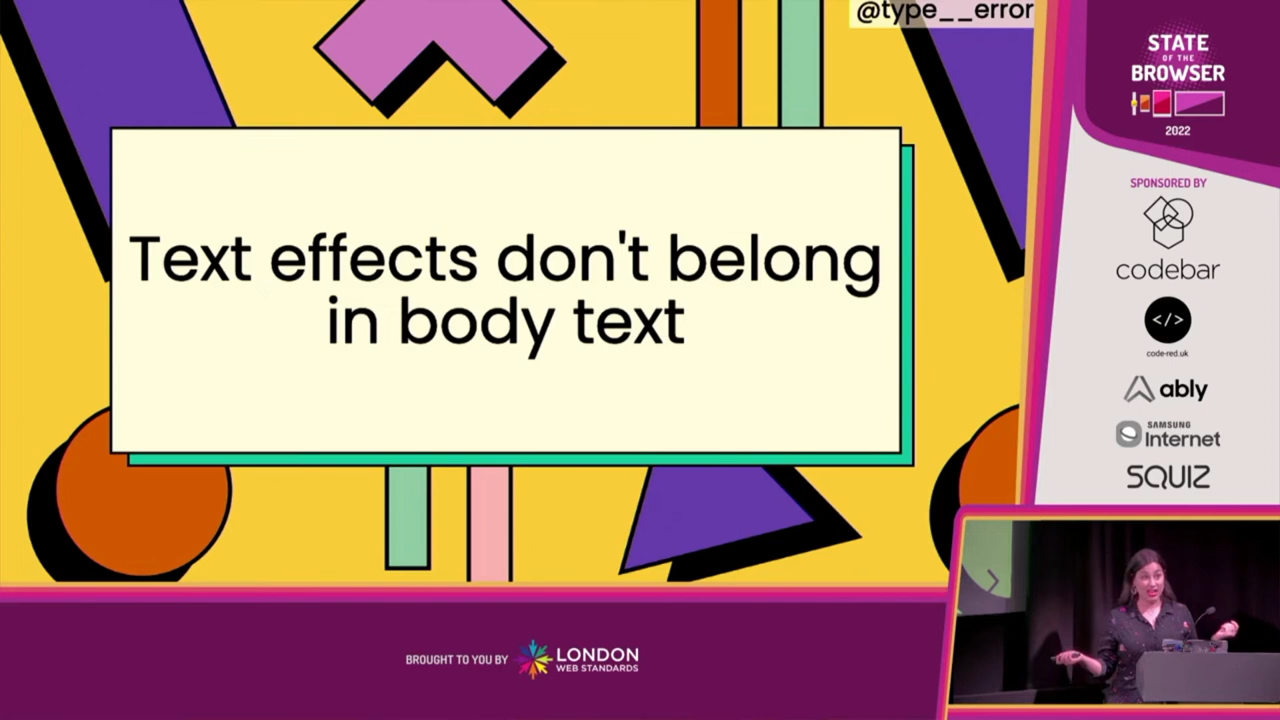 @type__error
Text effects don't belong
in body text
STATE
OF THE
BROWSER
2022
SPONSORED BY
codebar
</>
code-red.uk
ably
SAMSUNG
Internet
SQUIZ
BROUGHT TO YOU BY
LONDON
WEB STANDARDS